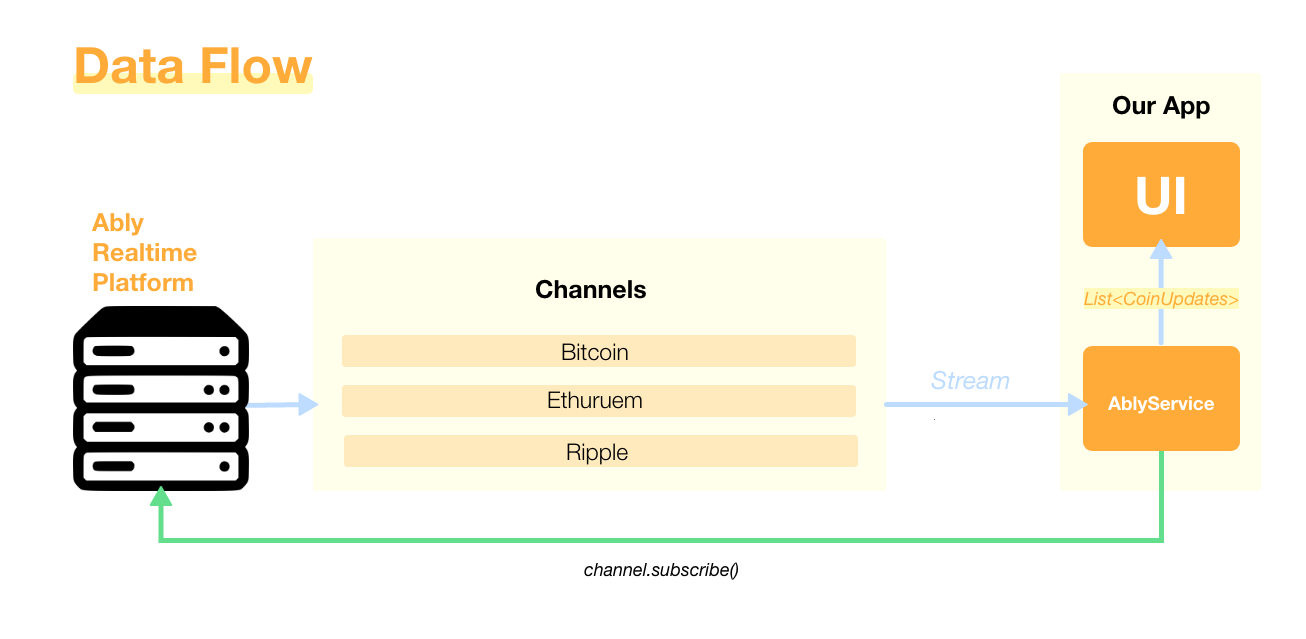 Data Flow
Our App
UI
Ably
Realtime
Platform
Channels
List<CoinUpdates>
Bitcoin
Stream
Ethuruem
AblyService
Ripple
channel.subscribe()